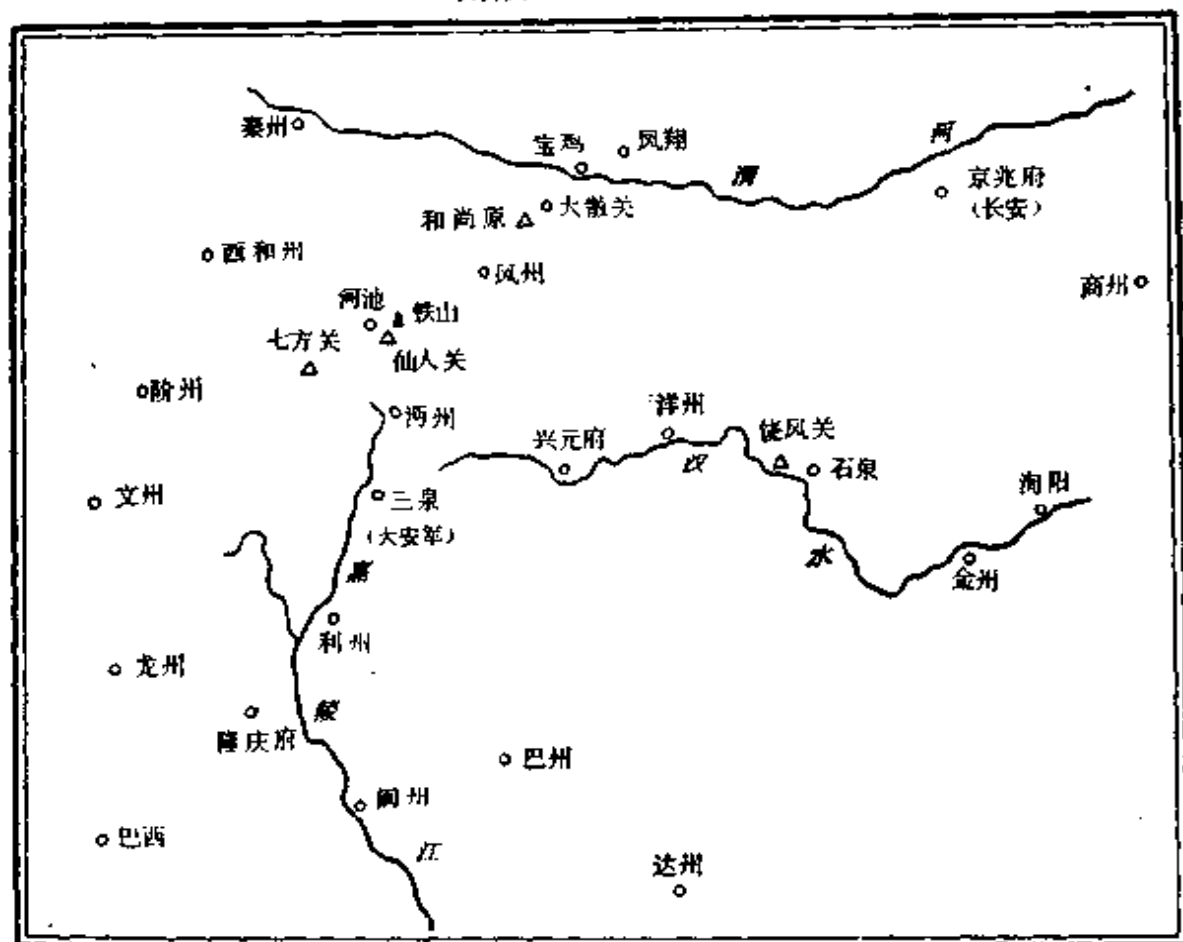 秦州
宝鸡
凤翔
渭
河
京兆府
(长安)
和尚原
大散关
西和州
凤州
商州
河池
铁山
七方关
仙人关
阶州
沔州
洋州
饶风关
兴元府
汉
石泉
文州
三泉
(大安军)
洵阳
嘉
水
金州
利州
龙州
陵
隆庆府
巴州
阆州
巴西
江
达州